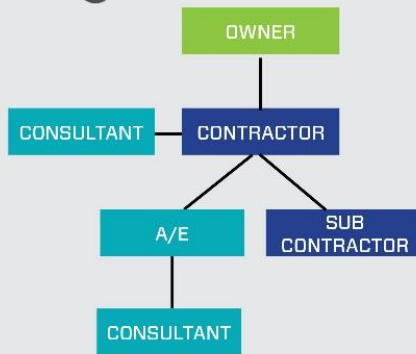 OWNER
CONSULTANT
CONTRACTOR
A/E
SUB
CONTRACTOR
CONSULTANT